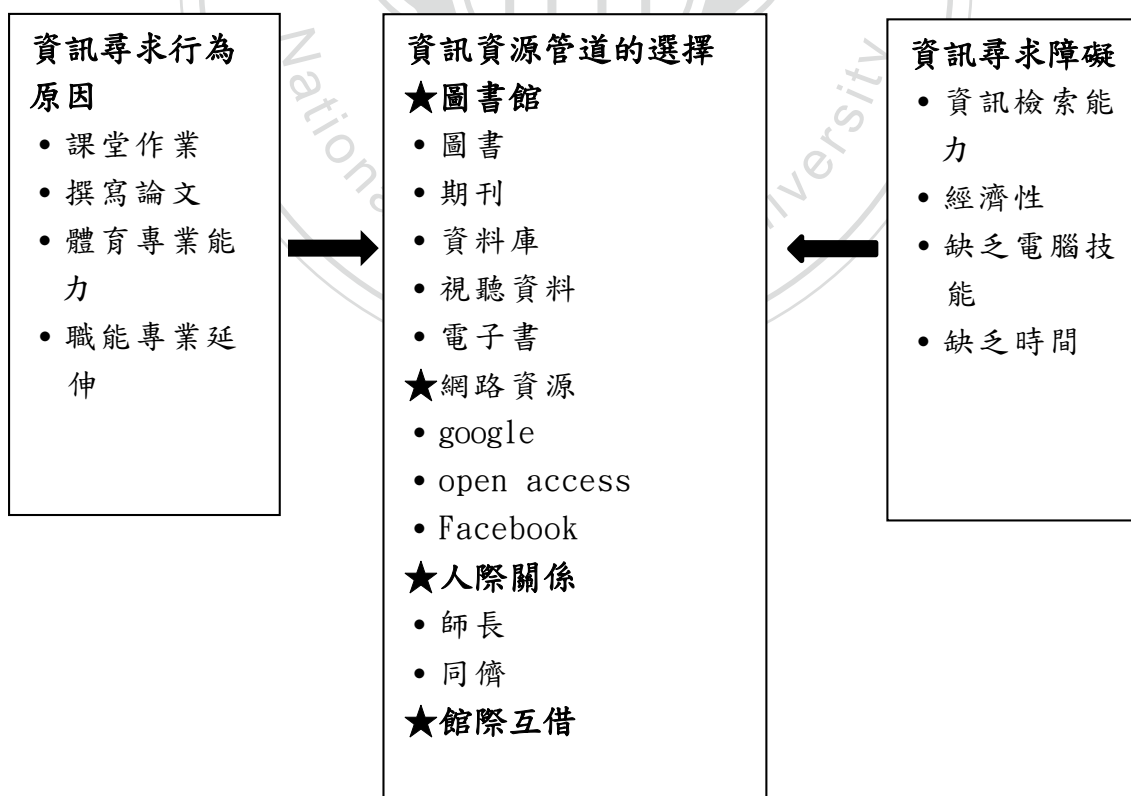 資訊尋求行為
原因
• 課堂作業
• 撰寫論文
• 體育專業能
力
• 職能專業延
伸
資訊資源管道的選擇
★圖書館
• 圖書
• 期刊
• 資料庫
• 視聽資料
• 電子書
★網路資源
• google
• open access
• Facebook
★人際關係
• 師長
• 同儕
★館際互借
資訊尋求障礙
• 資訊檢索能
力
• 經濟性
• 缺乏電腦技
能
• 缺乏時間